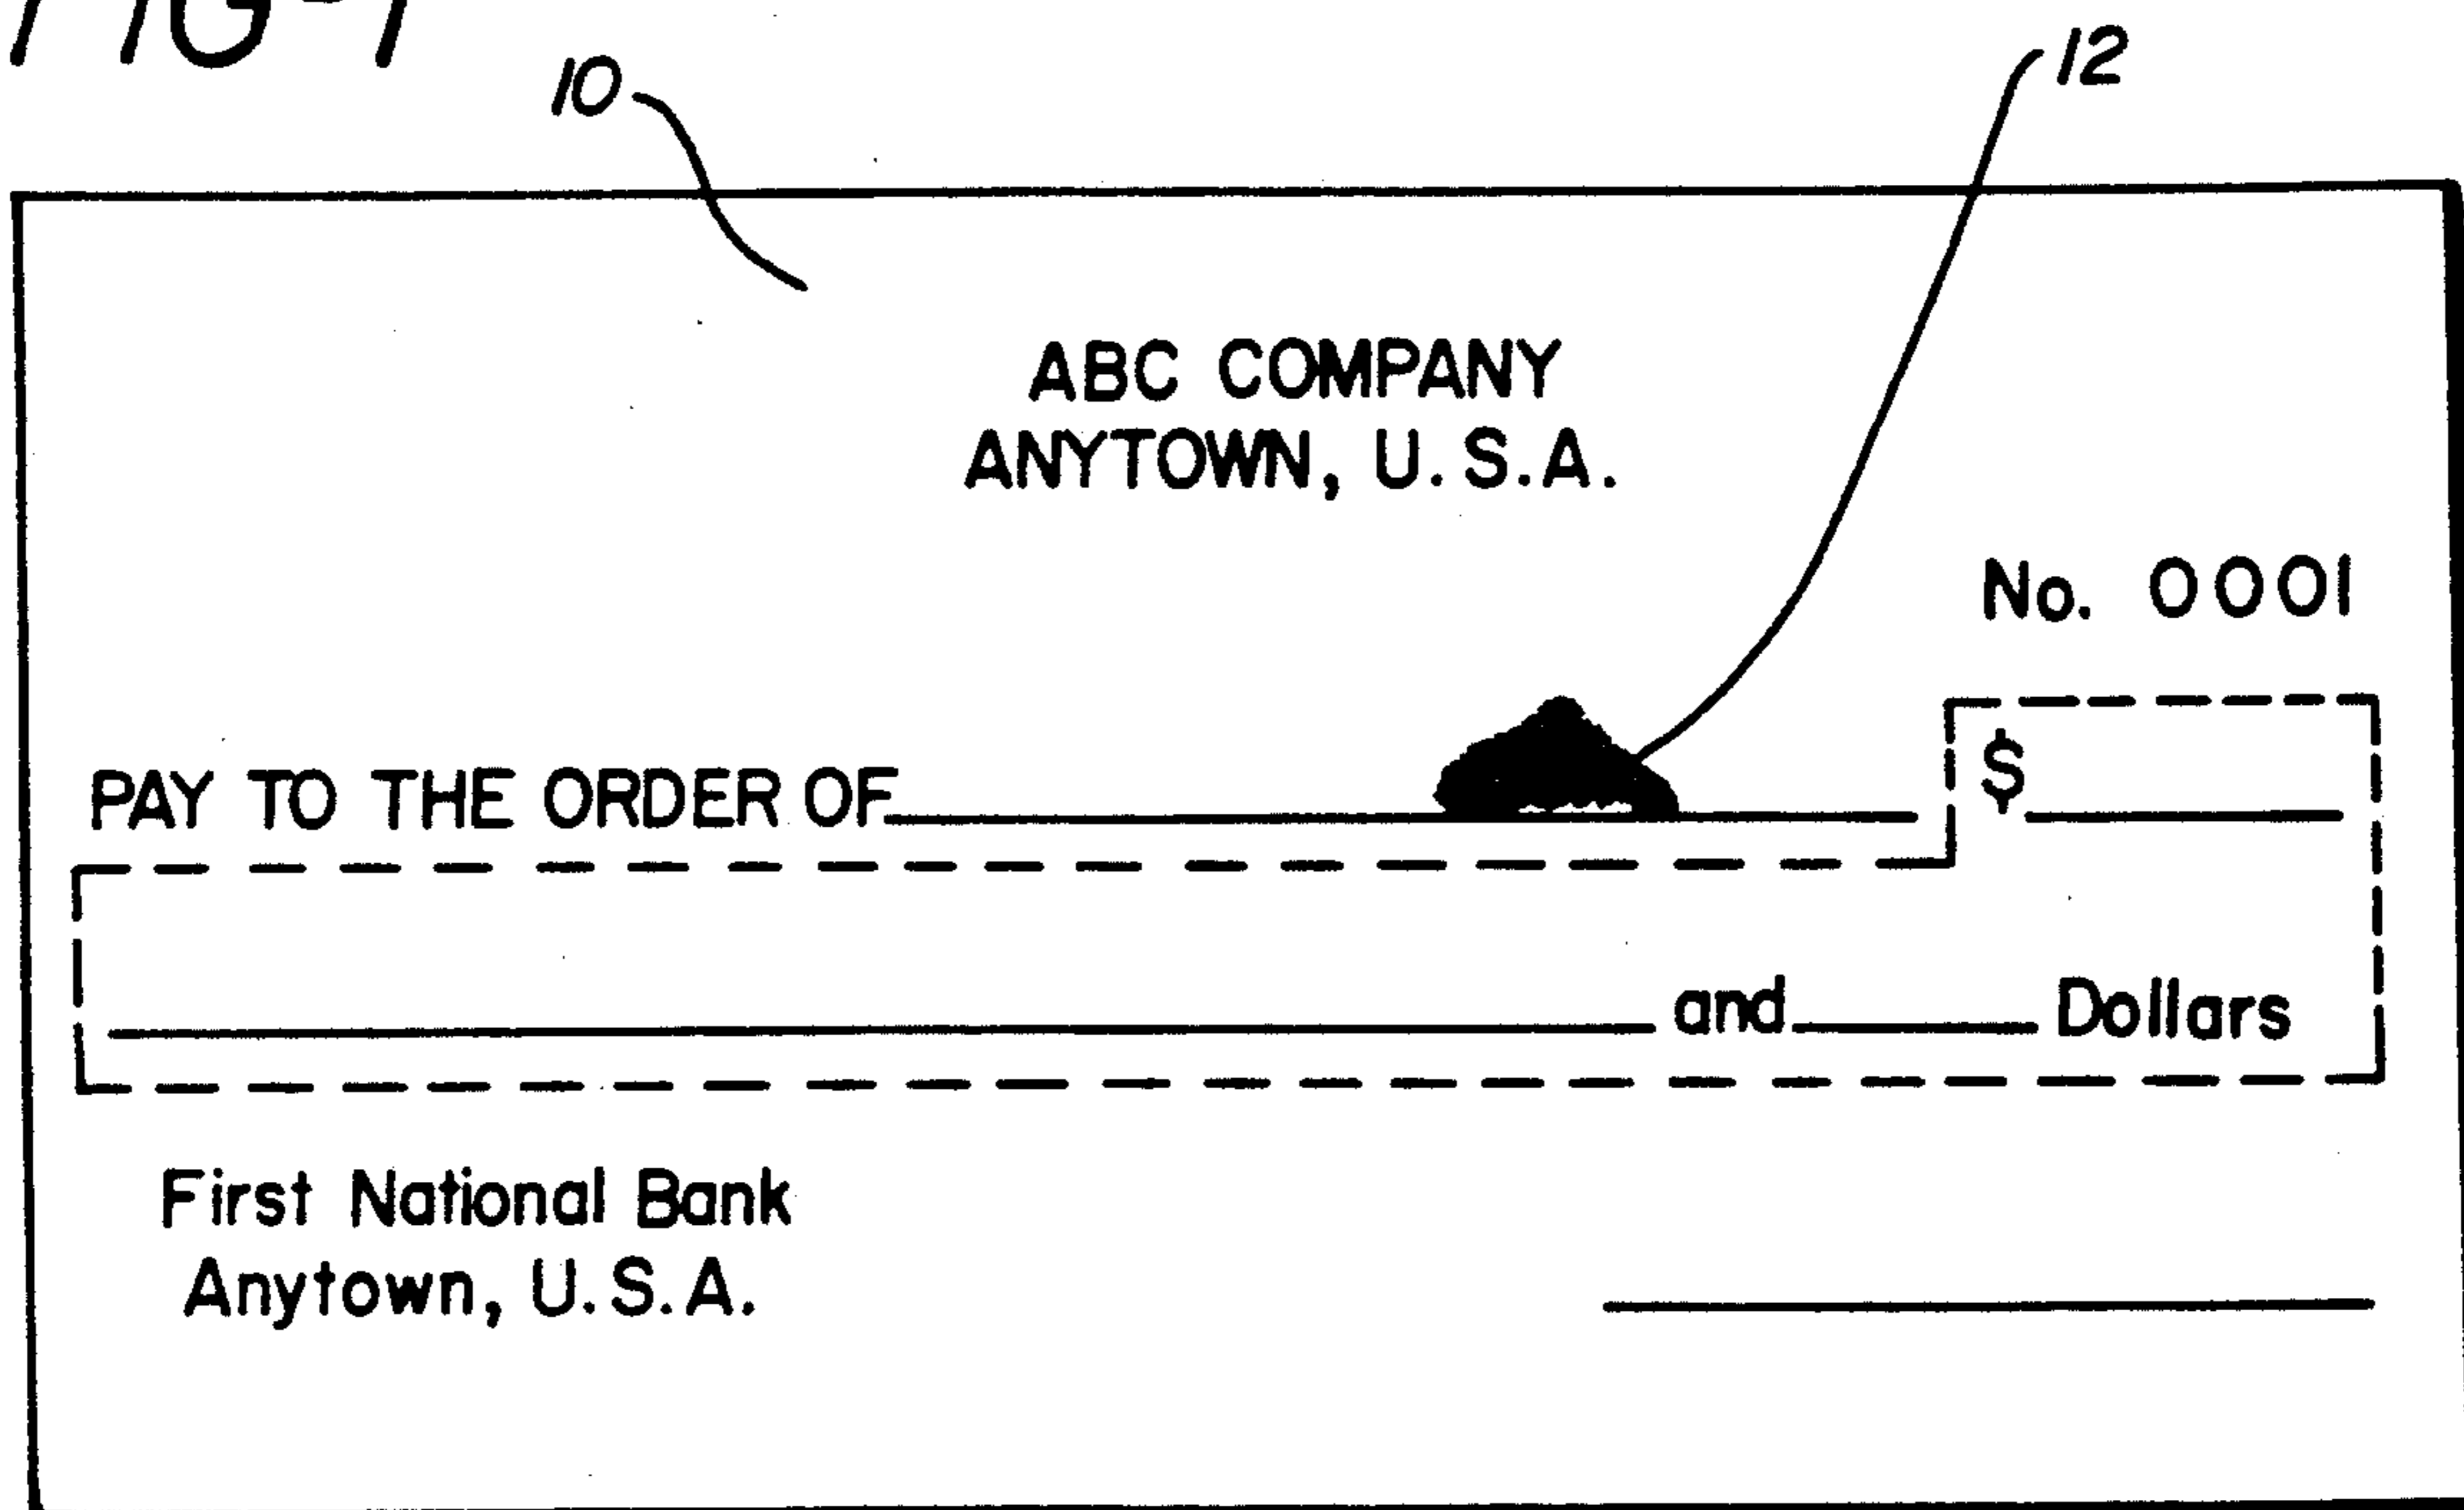 FIG-1
10
12
ABC COMPANY
ANYTOWN, U.S.A.
No. 0001
PAY TO THE ORDER OF
$
and Dollars
First National Bank
Anytown, U.S.A.